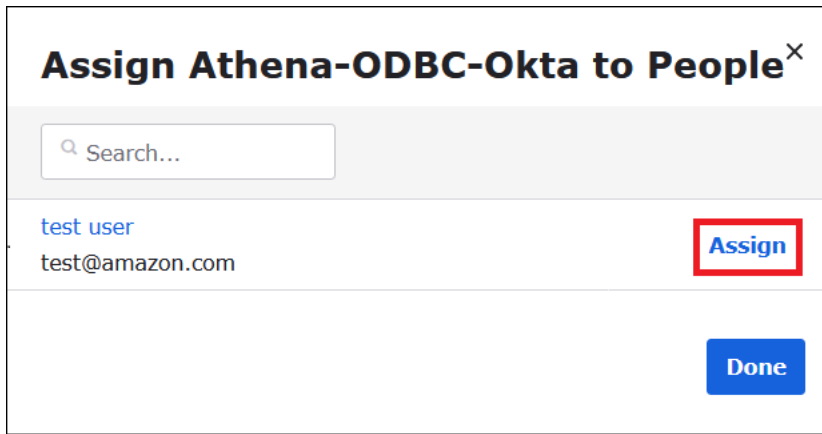 Assign Athena-ODBC-Okta to People
Search...
test user
Assign
test@amazon.com
Done